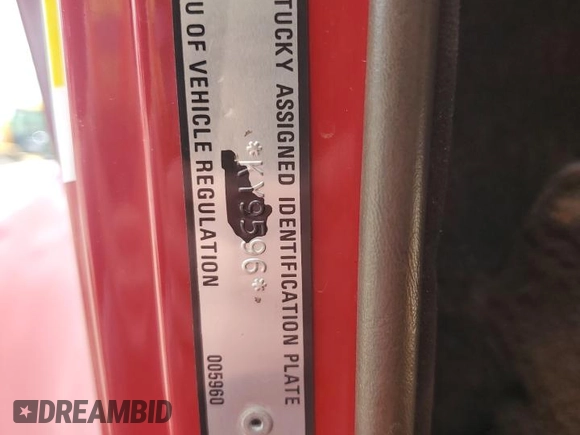 TUCKY ASSIGNED IDENTIFICATION PLATE
*KY9596*
U OF VEHICLE REGULATION
005960
DREAMBID